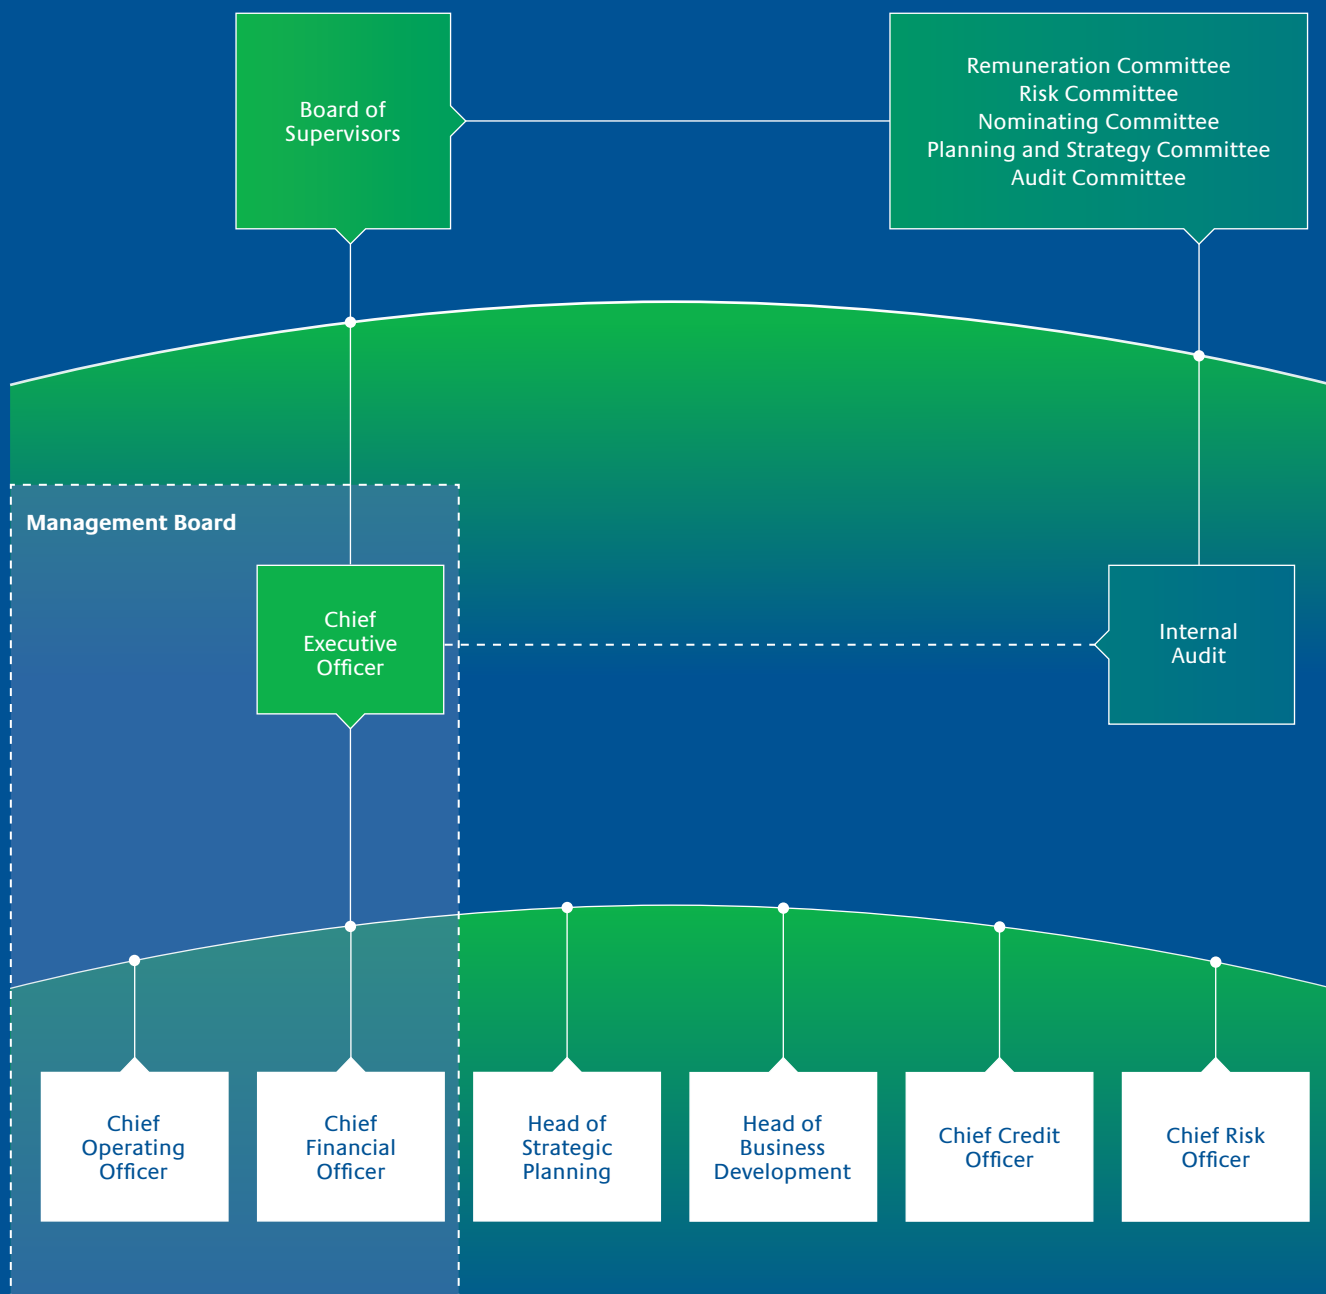 Board of
Supervisors
Remuneration Committee
Risk Committee
Nominating Committee
Planning and Strategy Committee
Audit Committee
Management Board
Chief
Executive
Officer
Internal
Audit
Chief
Operating
Officer
Chief
Financial
Officer
Head of
Strategic
Planning
Head of
Business
Development
Chief Credit
Officer
Chief Risk
Officer